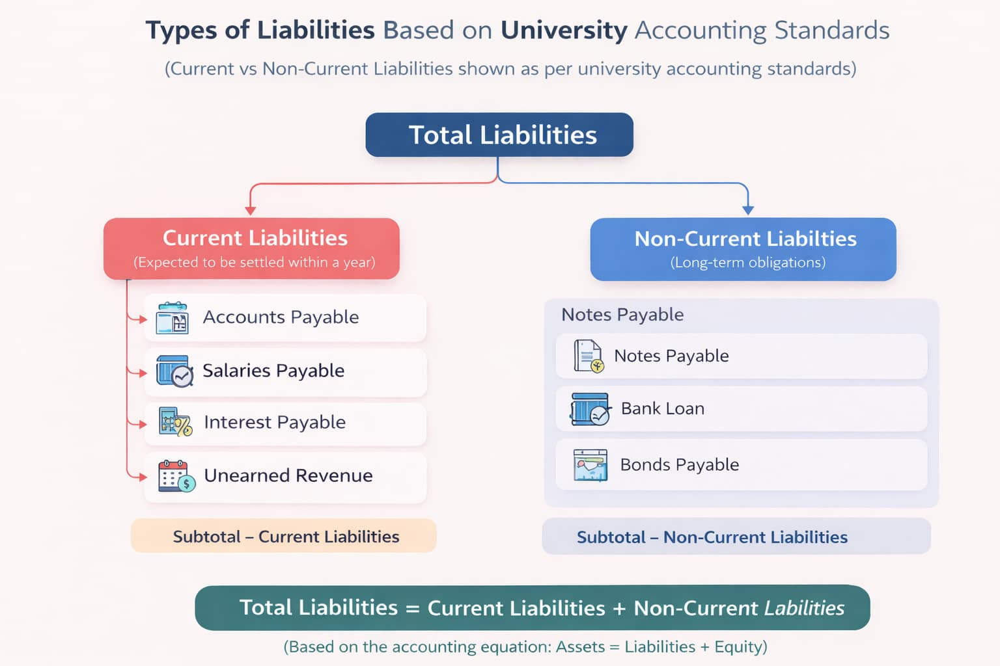 Types of Liabilities Based on University Accounting Standards
(Current vs Non-Current Liabilities shown as per university accounting standards)
Total Liabilities
Current Liabilities
(Expected to be settled within a year)
Accounts Payable
Salaries Payable
Interest Payable
Unearned Revenue
Subtotal – Current Liabilities
Non-Current Liabilties
(Long-term obligations)
Notes Payable
Notes Payable
Bank Loan
Bonds Payable
Subtotal – Non-Current Liabilities
Total Liabilities = Current Liabilities + Non-Current Labilities
(Based on the accounting equation: Assets = Liabilities + Equity)